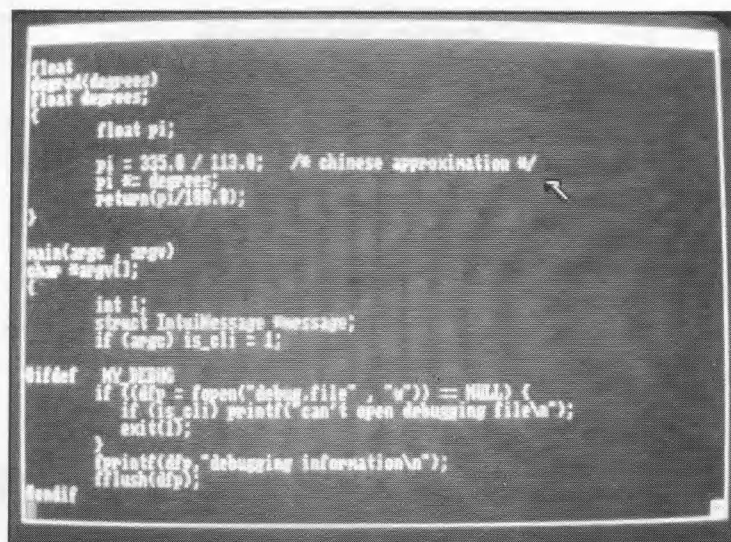 float
degrad(degrees)
float degrees;
{
float pi;
pi = 335.0 / 113.0; /* chinese approximation */
pi *= degrees;
return(pi/180.0);
}
main(argc , argv)
char *argv[];
{
int i;
struct IntuiMessage *message;
if (argc) is_cli = 1;
#ifdef MY_DEBUG
if ((dfp = fopen("debug.file" , "w")) == NULL) {
if (is_cli) printf("can't open debugging file\n");
exit(1);
}
fprintf(dfp,"debugging information\n");
fflush(dfp);
#endif